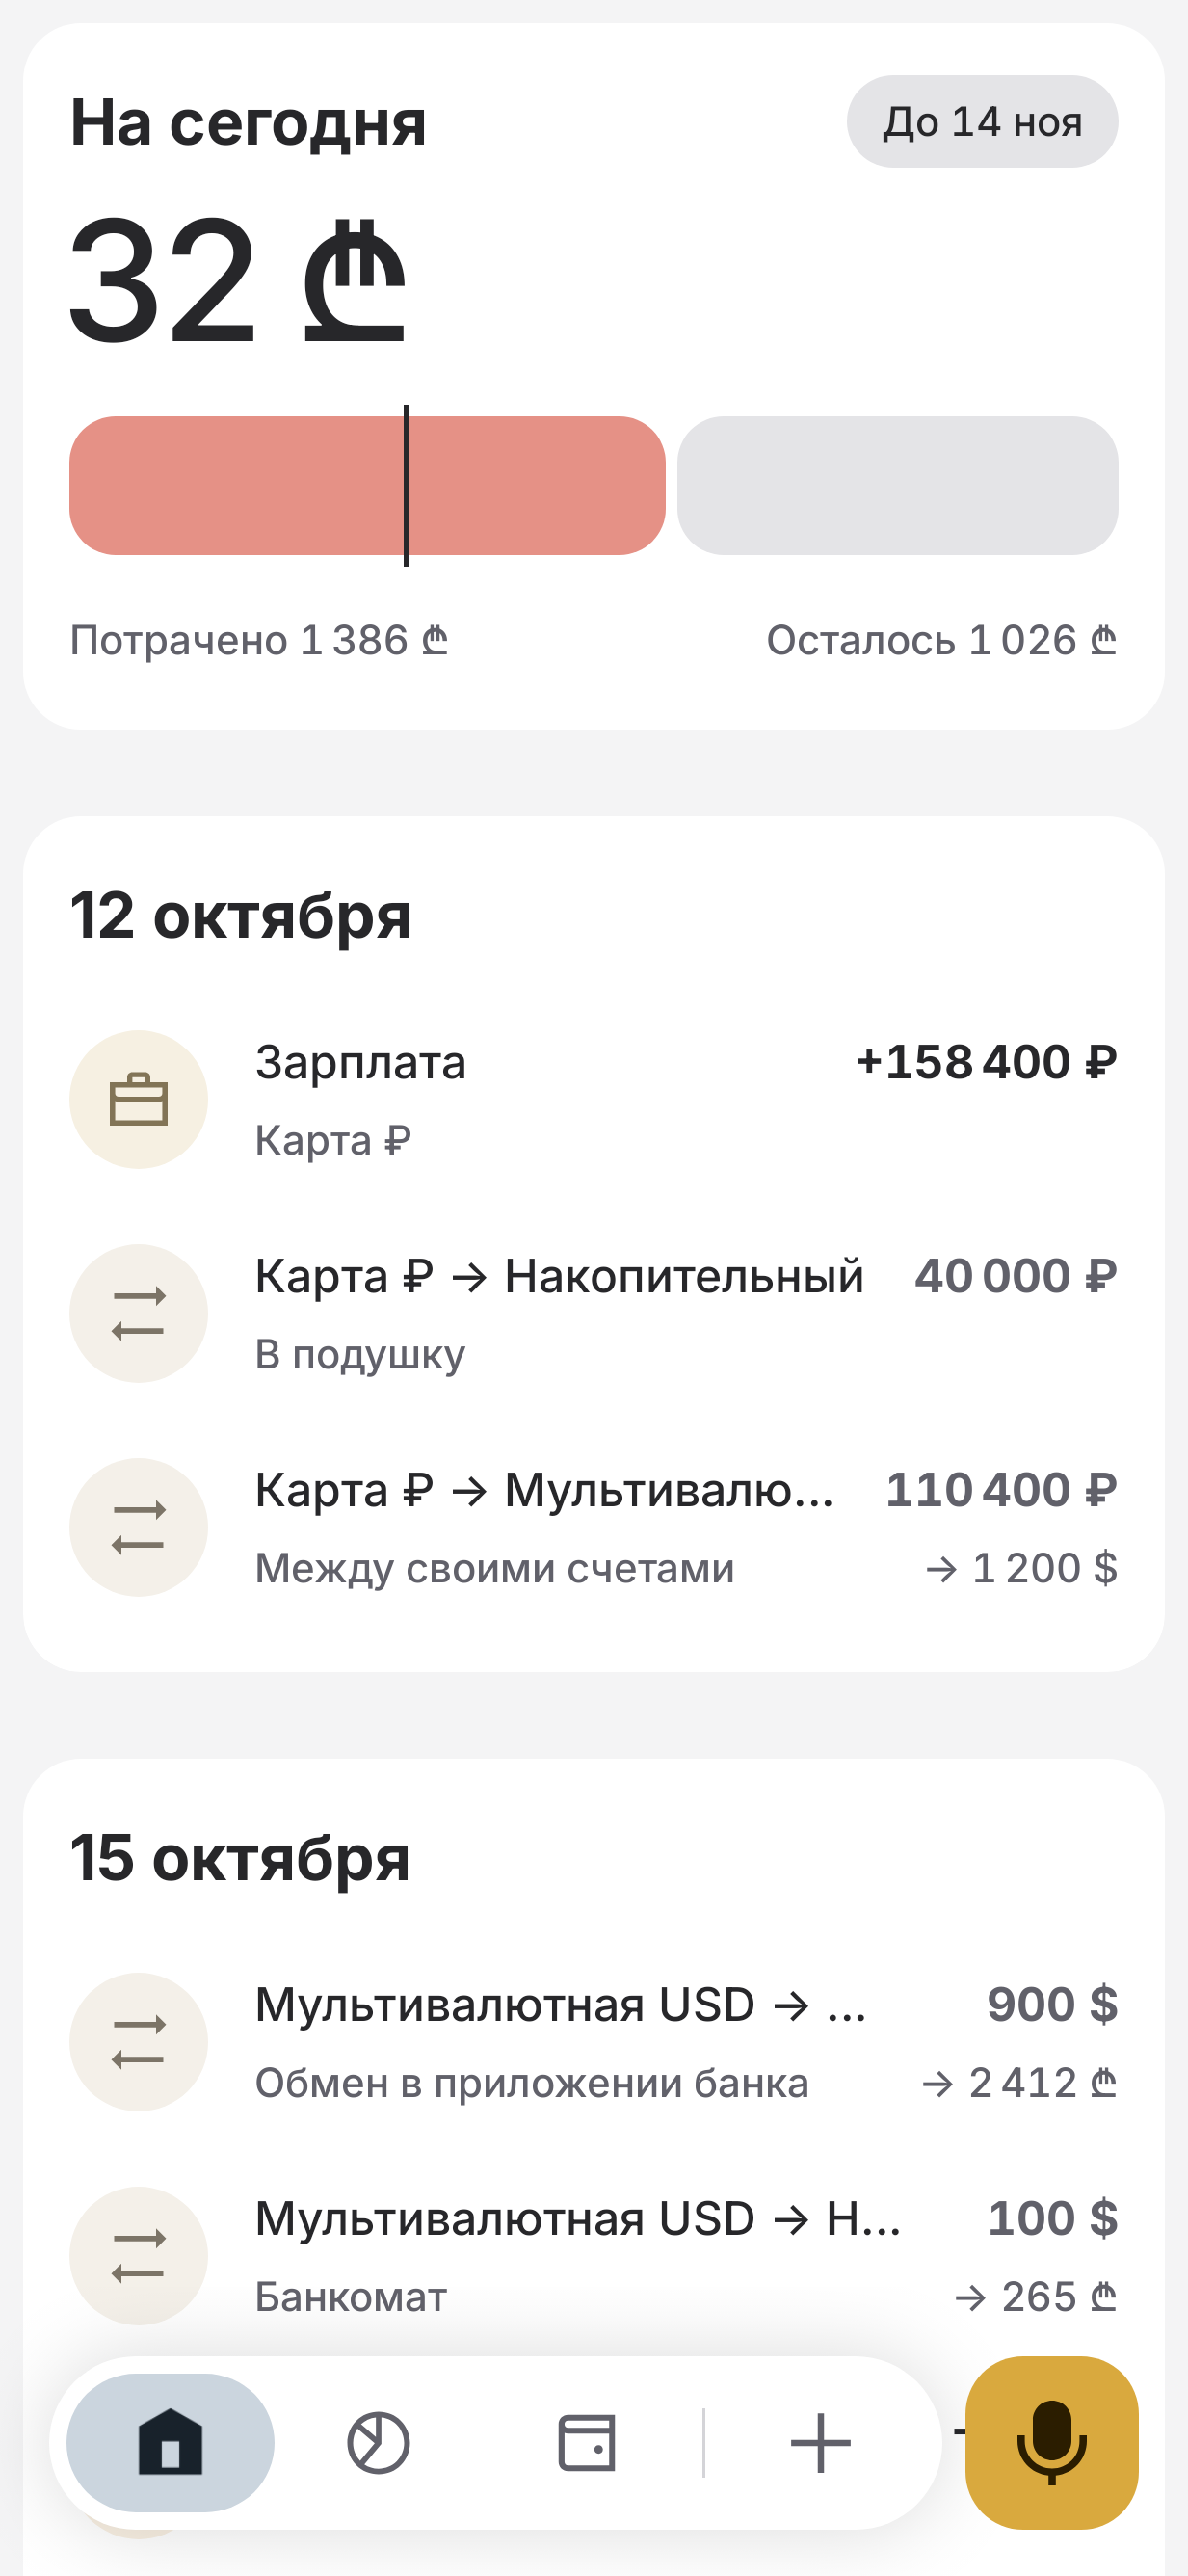 На сегодня
До 14 ноя
32 ₾
Потрачено 1 386 ₾
Осталось 1 026 ₾
12 октября
Зарплата
+158 400 ₽
Карта ₽
Карта ₽ → Накопительный
40 000 ₽
В подушку
Карта ₽ → Мультивалю...
110 400 ₽
Между своими счетами
→ 1 200 $
15 октября
Мультивалютная USD → ...
900 $
Обмен в приложении банка
→ 2 412 ₾
Мультивалютная USD → Н...
100 $
Банкомат
→ 265 ₾